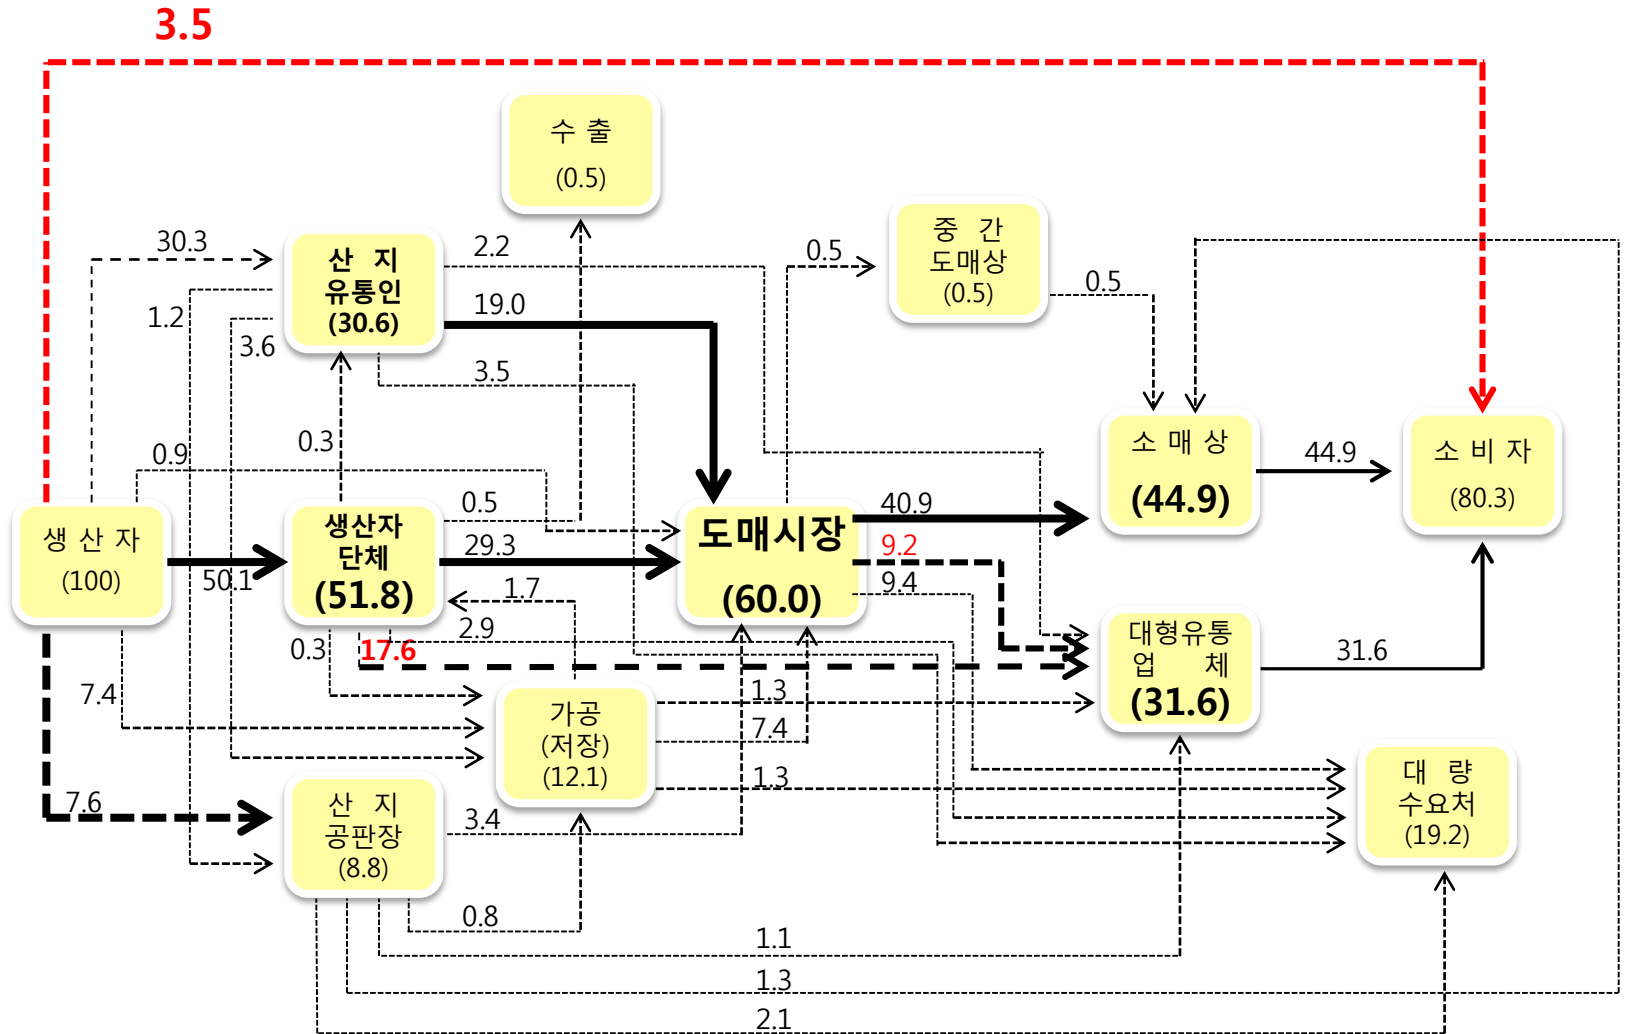 3.5
수 출
(0.5)
중 간
도매상
(0.5)
30.3
산 지
유통인
(30.6)
2.2
0.5
0.5
1.2
19.0
3.6
3.5
0.3
0.9
소 매 상
(44.9)
44.9
소 비 자
(80.3)
생 산 자
(100)
50.1
생산자
단체
(51.8)
0.5
29.3
1.7
도매시장
(60.0)
40.9
9.2
9.4
0.3
17.6
2.9
대형유통
업 체
(31.6)
31.6
7.4
가공
(저장)
(12.1)
1.3
7.4
1.3
대 량
수요처
(19.2)
7.6
산 지
공판장
(8.8)
3.4
0.8
1.1
1.3
2.1